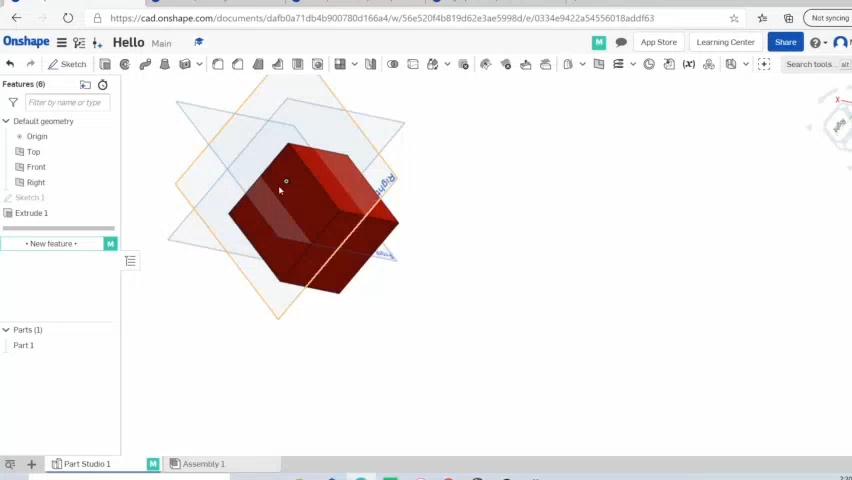 https://cad.onshape.com/documents/dafb0a71db4b900780d166a4/w/56e520f4b819d62e3ae5998d/e/0334e9422a54556018addf63
Not syncing
Onshape
Hello Main
M
App Store
Learning Center
Share
Sketch
(x)
Search tools...
Features (6)
Filter by name or type
Default geometry
Origin
Top
Front
Right
Sketch 1
Extrude 1
• New feature •
M
Right
X
Right
Parts (1)
Part 1
Part Studio 1
M
Assembly 1